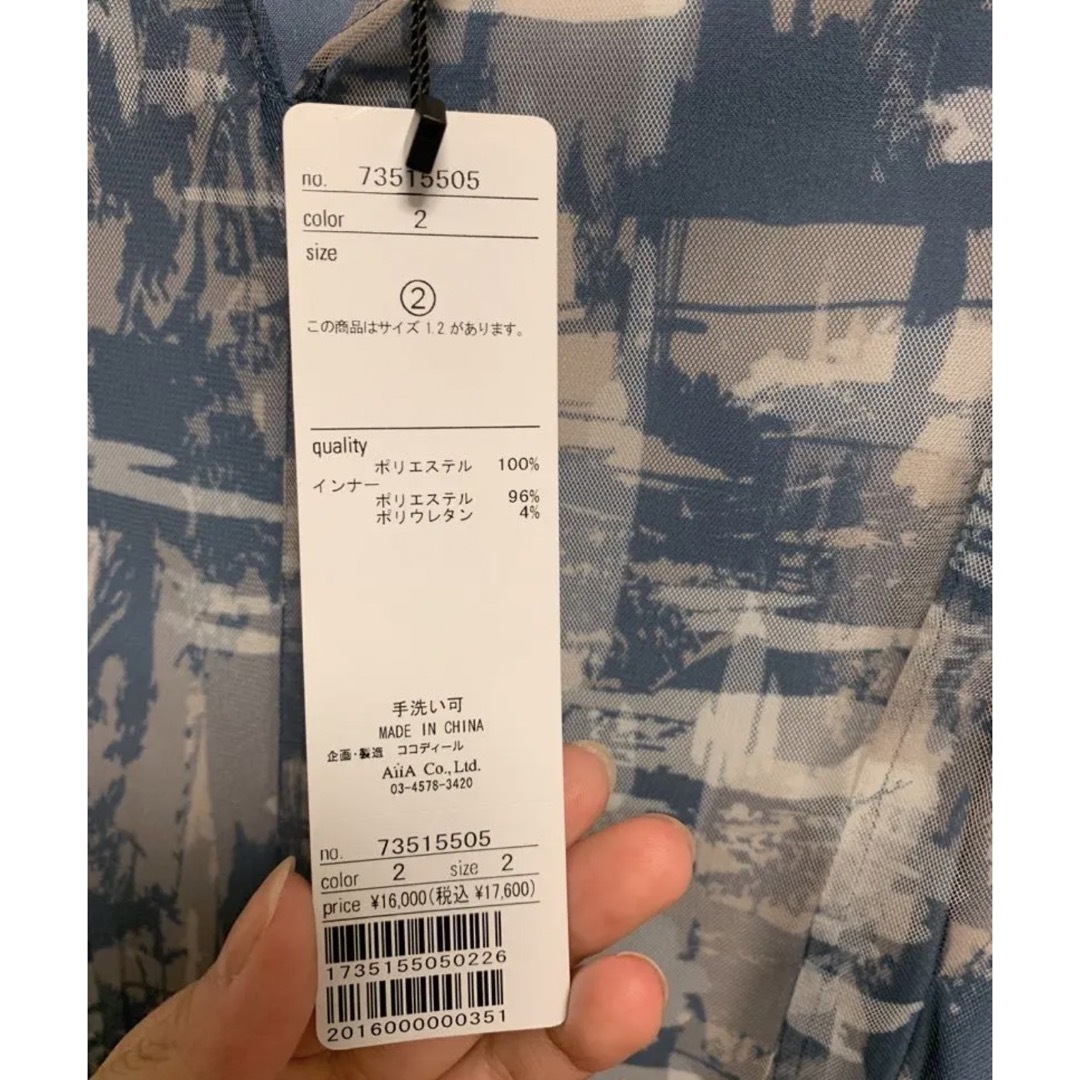 no. 73515505
color 2
size
②
この商品はサイズ 1.2 があります。
quality
ポリエステル 100%
インナー
ポリエステル 96%
ポリウレタン 4%
手洗い可
MADE IN CHINA
企画・製造 ココディール
AiiA Co., Ltd.
03-4578-3420
no. 73515505
color 2 size 2
price ¥16,000(税込 ¥17,600)
1735155050226
2016000000351